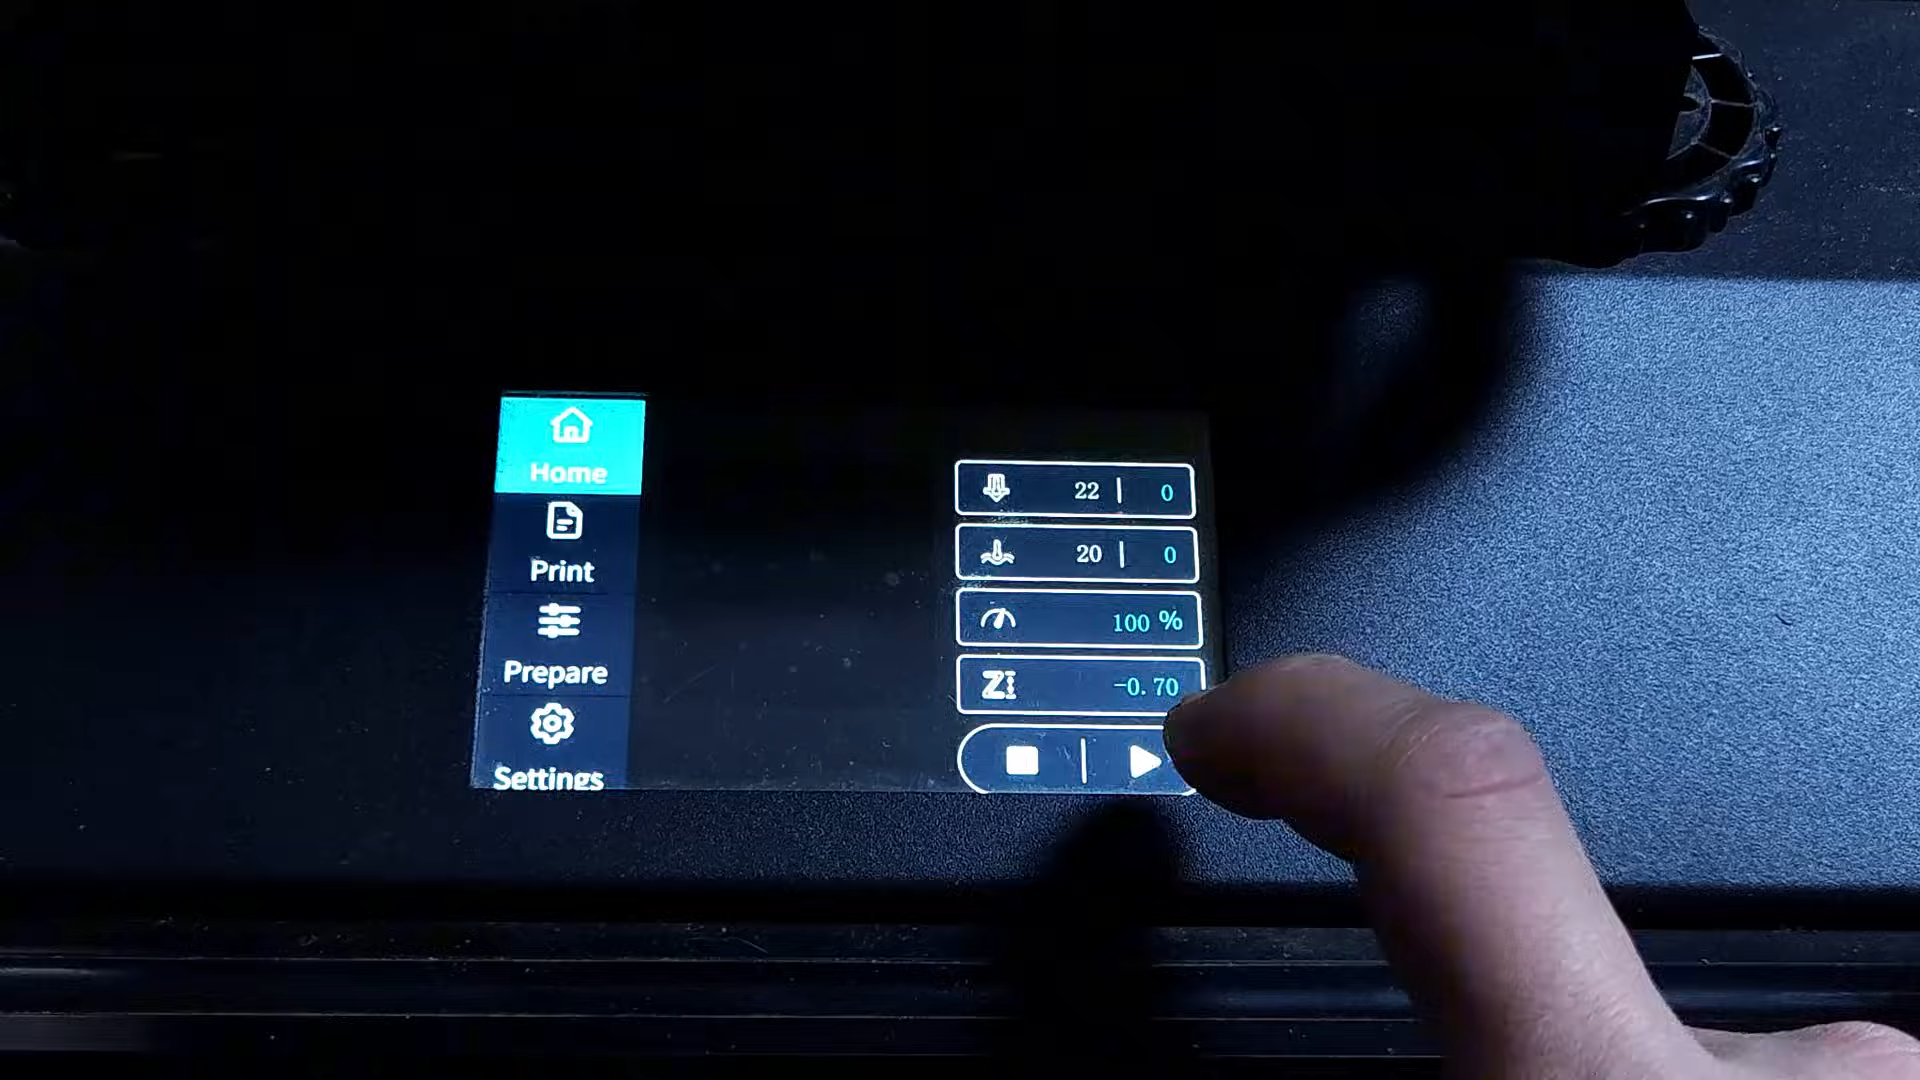 Home
Print
Prepare
Settings
22 | 0
20 | 0
100 %
Z
-0.70